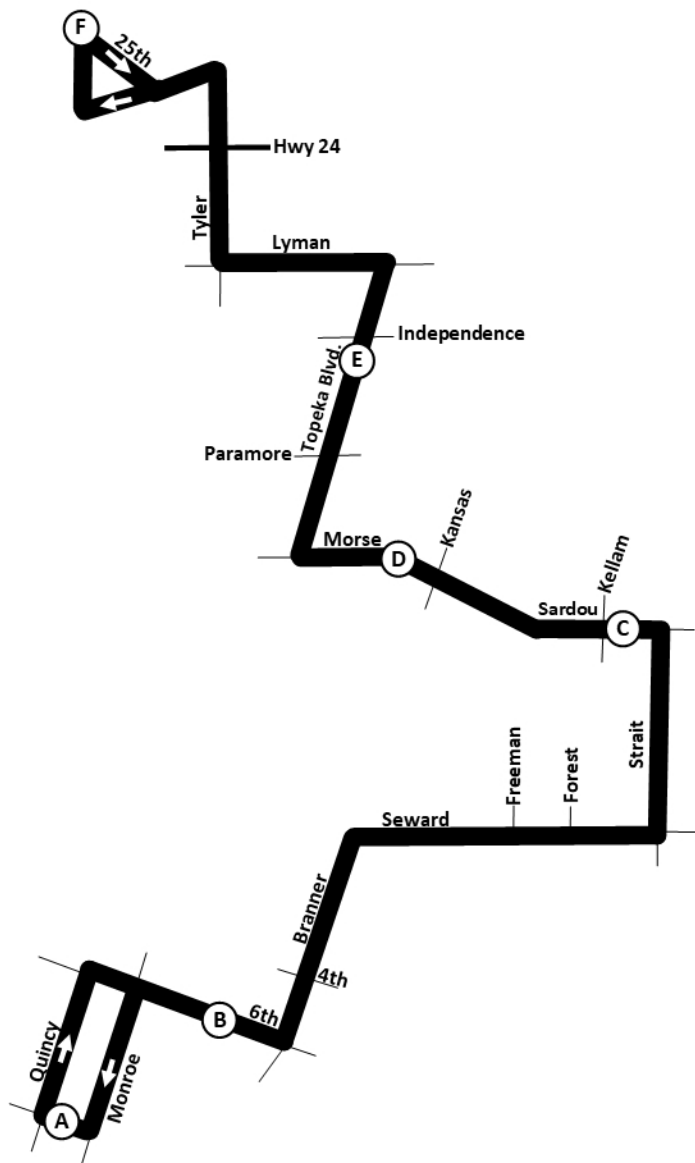 F
25th
Hwy 24
Tyler
Lyman
Independence
E
Topeka Blvd.
Paramore
Kansas
Morse
D
Kellam
Sardou
C
Strait
Freeman
Forest
Seward
Branner
4th
6th
B
Quincy
Monroe
A